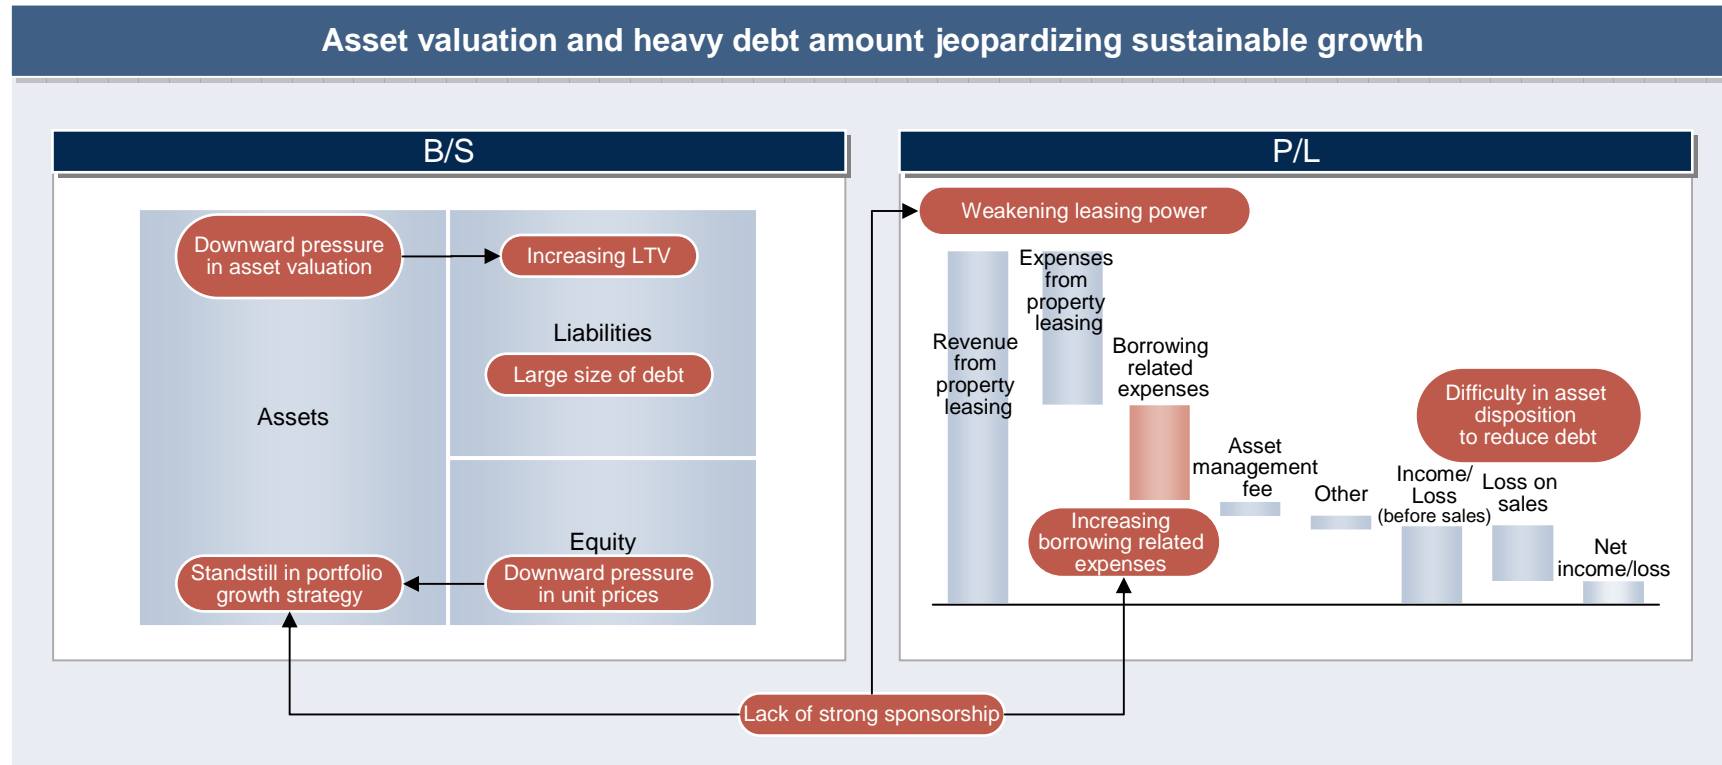 Asset valuation and heavy debt amount jeopardizing sustainable growth
B/S
Downward pressure
in asset valuation
Increasing LTV
Liabilities
Large size of debt
Assets
Equity
Standstill in portfolio
growth strategy
Downward pressure
in unit prices
P/L
Weakening leasing power
Revenue
from
property
leasing
Expenses
from
property
leasing
Borrowing
related
expenses
Increasing
borrowing related
expenses
Asset
management
fee
Other
Difficulty in asset
disposition
to reduce debt
Income/
Loss
(before sales)
Loss on
sales
Net
income/loss
Lack of strong sponsorship